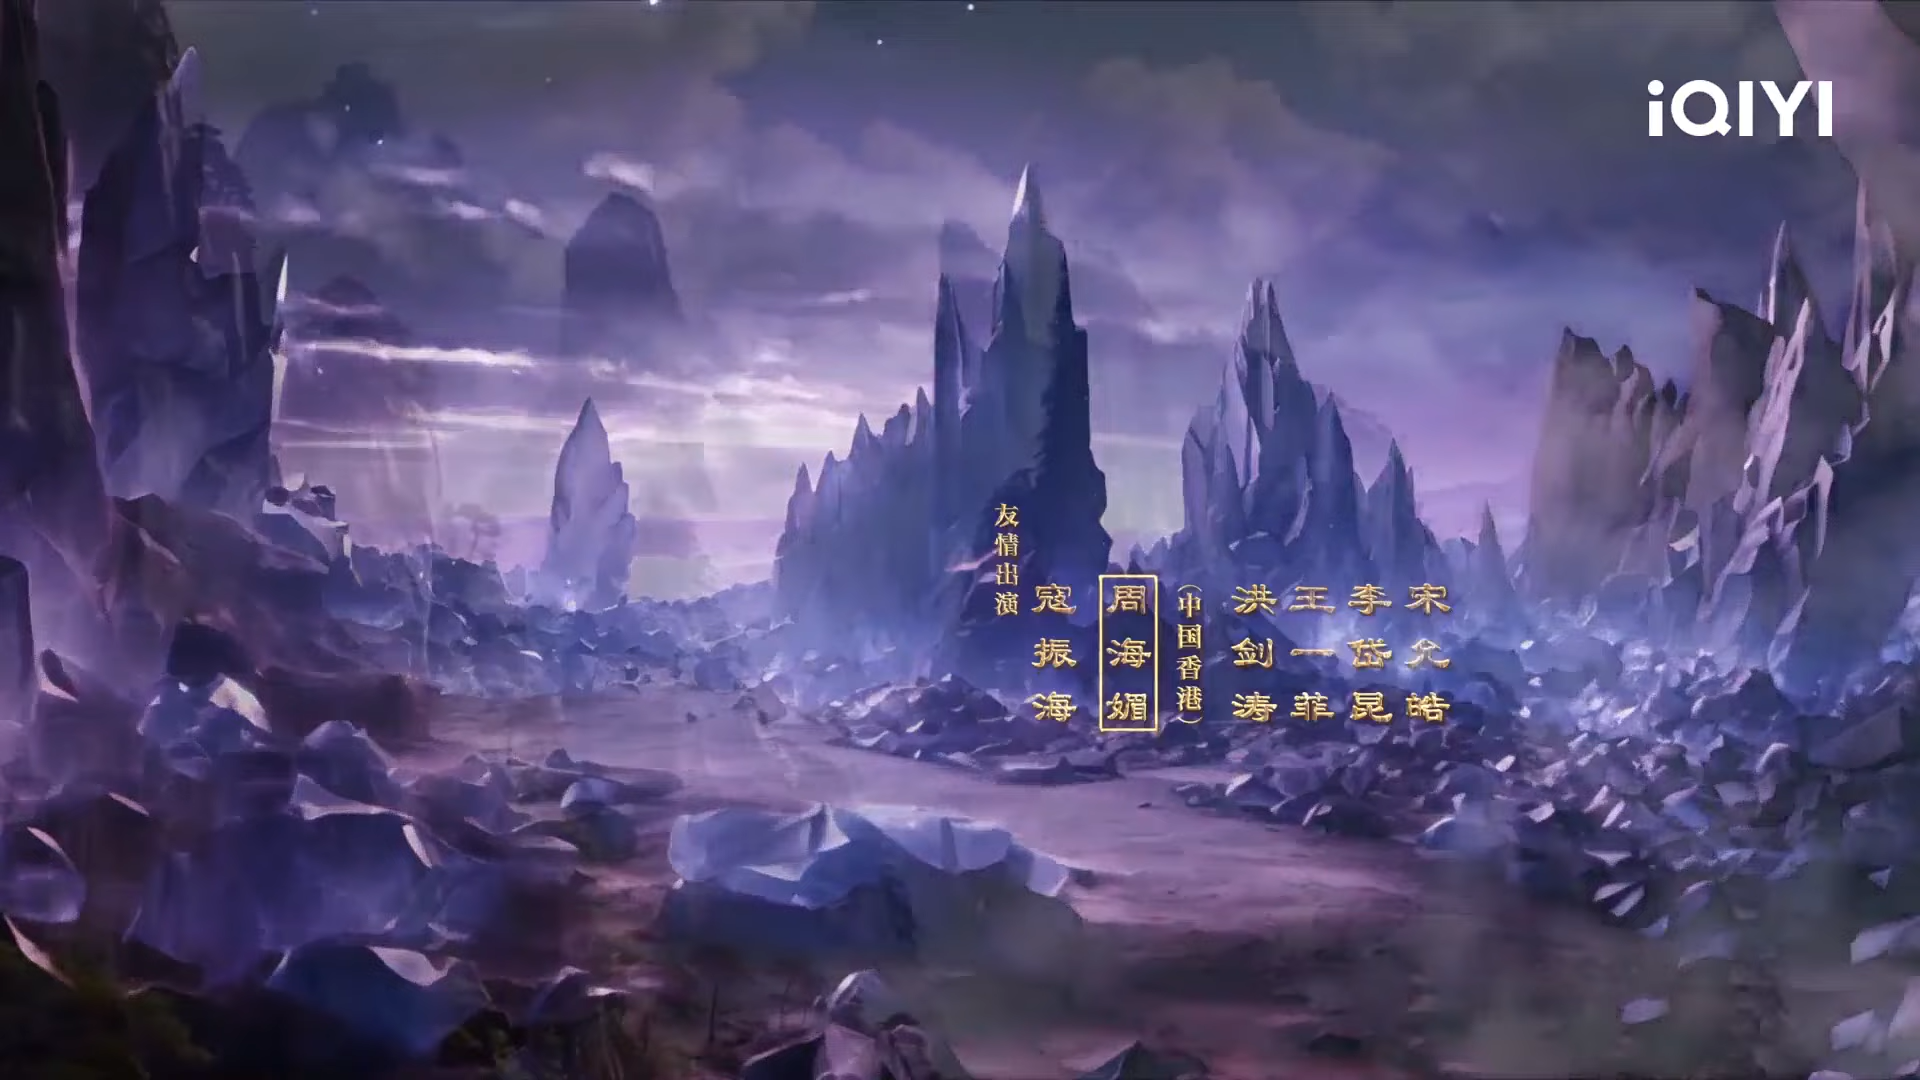 iQIYI
友情出演
寇振海
周海媚
（中国香港）
洪剑涛
王一菲
李岱昆
宋允皓